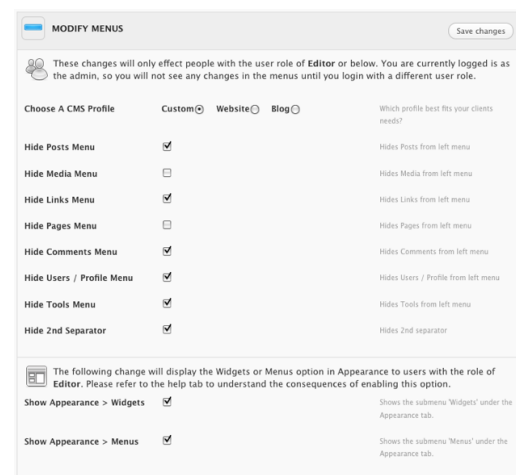 MODIFY MENUS
Save changes
These changes will only effect people with the user role of Editor or below. You are currently logged is as
the admin, so you will not see any changes in the menus until you login with a different user role.
Choose A CMS Profile Custom Website Blog Which profile best fits your clients
needs?
Hide Posts Menu Hides Posts from left menu
Hide Media Menu Hides Media from left menu
Hide Links Menu Hides Links from left menu
Hide Pages Menu Hides Pages from left menu
Hide Comments Menu Hides Comments from left menu
Hide Users / Profile Menu Hides Users / Profile from left menu
Hide Tools Menu Hides Tools from left menu
Hide 2nd Separator Hides 2nd separator
The following change will display the Widgets or Menus option in Appearance to users with the role of
Editor. Please refer to the help tab to understand the consequences of enabling this option.
Show Appearance > Widgets Shows the submenu 'Widgets' under the
Appearance tab.
Show Appearance > Menus Shows the submenu 'Menus' under the
Appearance tab.